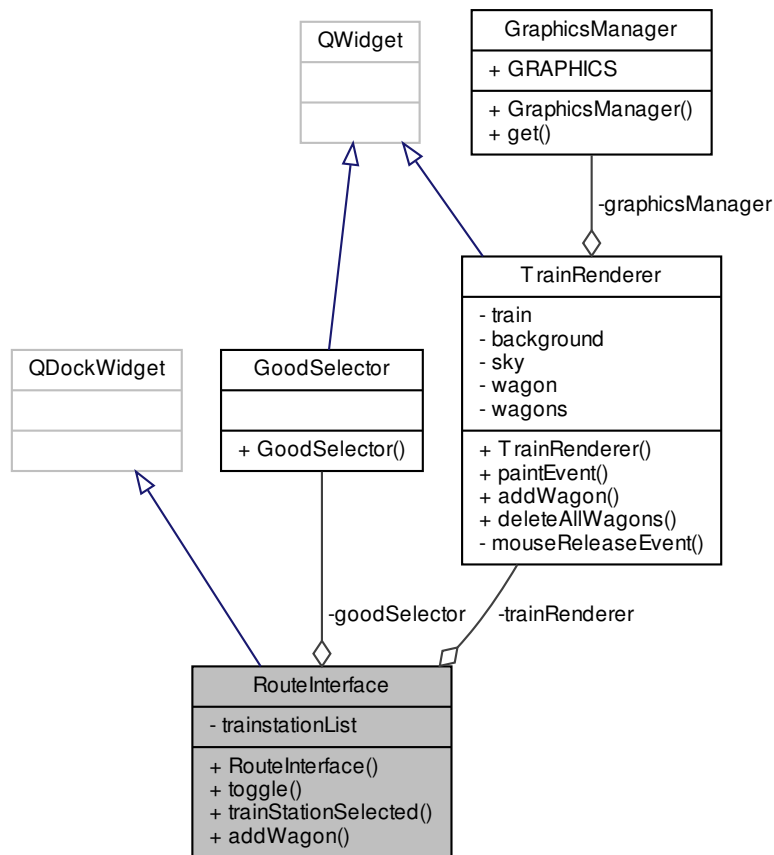 GraphicsManager
+ GRAPHICS
+ GraphicsManager()
+ get()
QWidget
-graphicsManager
TrainRenderer
- train
- background
- sky
- wagon
- wagons
+ TrainRenderer()
+ paintEvent()
+ addWagon()
+ deleteAllWagons()
- mouseReleaseEvent()
QDockWidget
GoodSelector
+ GoodSelector()
-goodSelector
-trainRenderer
RouteInterface
- trainstationList
+ RouteInterface()
+ toggle()
+ trainStationSelected()
+ addWagon()